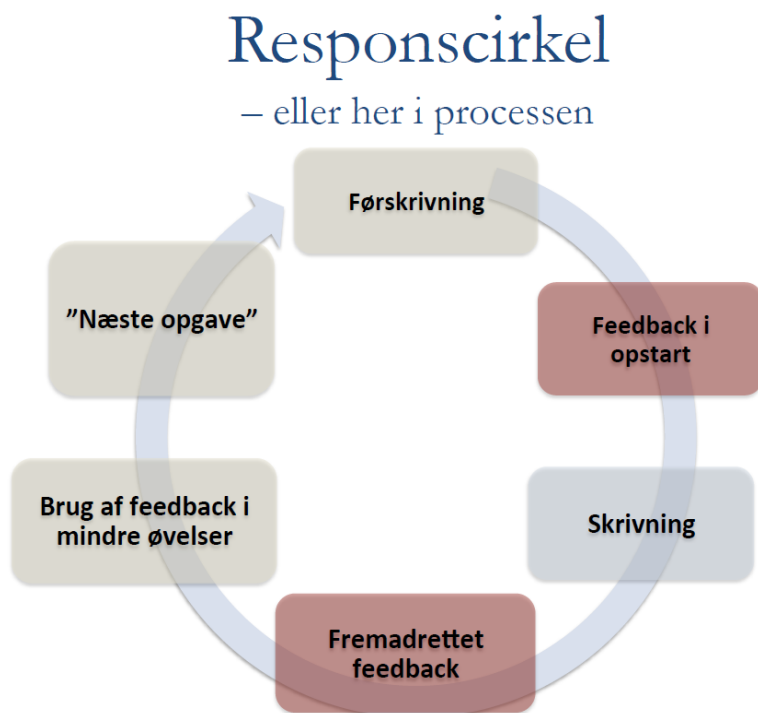 Responscirkel
– eller her i processen
Førskrivning
Feedback i
opstart
Skrivning
Fremadrettet
feedback
Brug af feedback i
mindre øvelser
”Næste opgave”